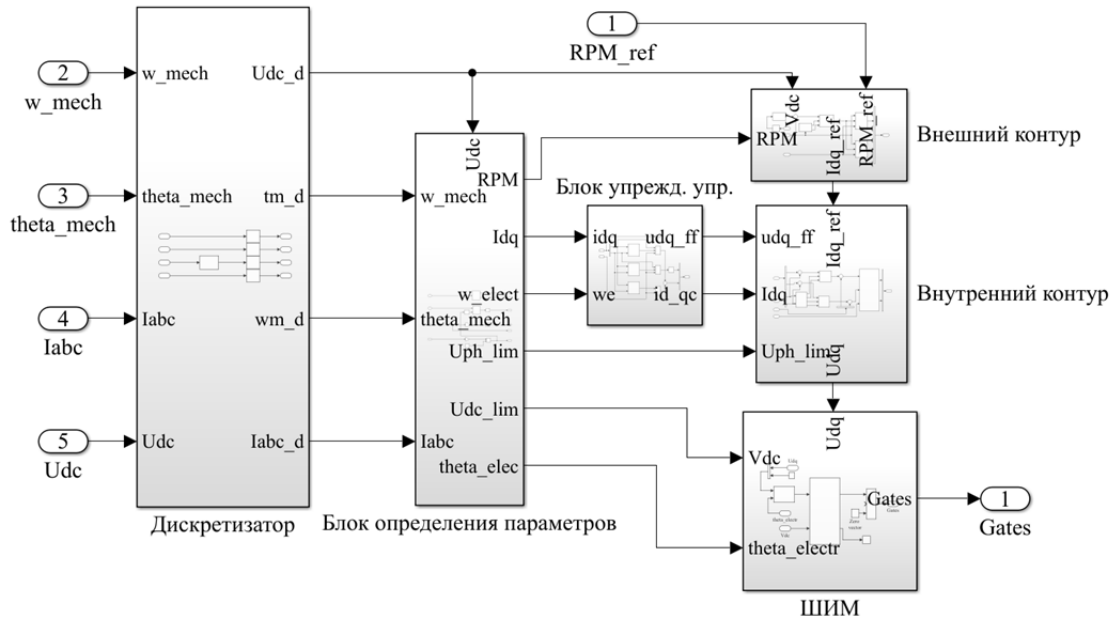 1
RPM_ref
2
w_mech
3
theta_mech
4
Iabc
5
Udc
w_mech
theta_mech
Iabc
Udc
Udc_d
tm_d
wm_d
Iabc_d
Дискретизатор
Udc
w_mech
theta_mech
Iabc
RPM
Idq
w_elect
Uph_lim
Udc_lim
theta_elec
Блок определения параметров
Блок упрежд. упр.
idq
we
udq_ff
id_qc
Vdc
RPM_ref
RPM
Idq_ref
Внешний контур
Idq_ref
udq_ff
Idq
Uph_lim
Udq
Внутренний контур
Udq
Vdc
theta_electr
Gates
ШИМ
1
Gates